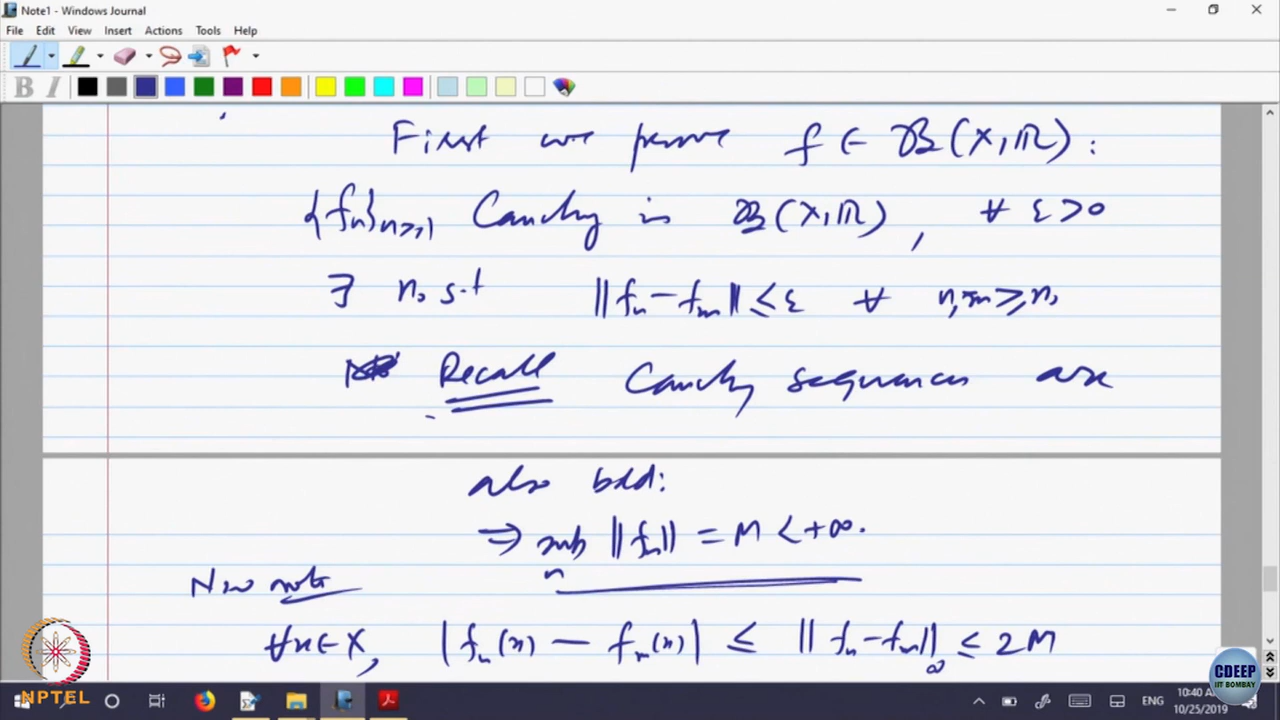 Note1 - Windows Journal
File Edit View Insert Actions Tools Help
B I
First we prove f ∈ B(X, ℝ) :
{fn}n≥1 Cauchy in B(X, ℝ), ∀ ε>0
∃ n₀ s.t ‖fn − fm‖ ≤ ε ∀ n, m ≥ n₀
Recall Cauchy sequences are
also bdd:
⇒ sup ‖fn‖ = M < +∞.
n
Now note
∀ x ∈ X, |fn(x) − fm(x)| ≤ ‖fn − fm‖∞ ≤ 2M
NPTEL
CDEEP
IIT BOMBAY
ENG
10:40 A
10/25/2019